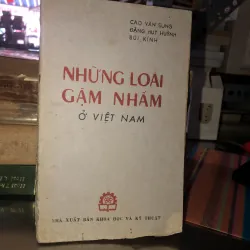 CAO VĂN SUNG
ĐẶNG HUY HUỲNH
BÙI KÍNH
NHỮNG LOÀI
GẶM NHẤM
Ở VIỆT NAM
NHÀ XUẤT BẢN KHOA HỌC VÀ KỸ THUẬT